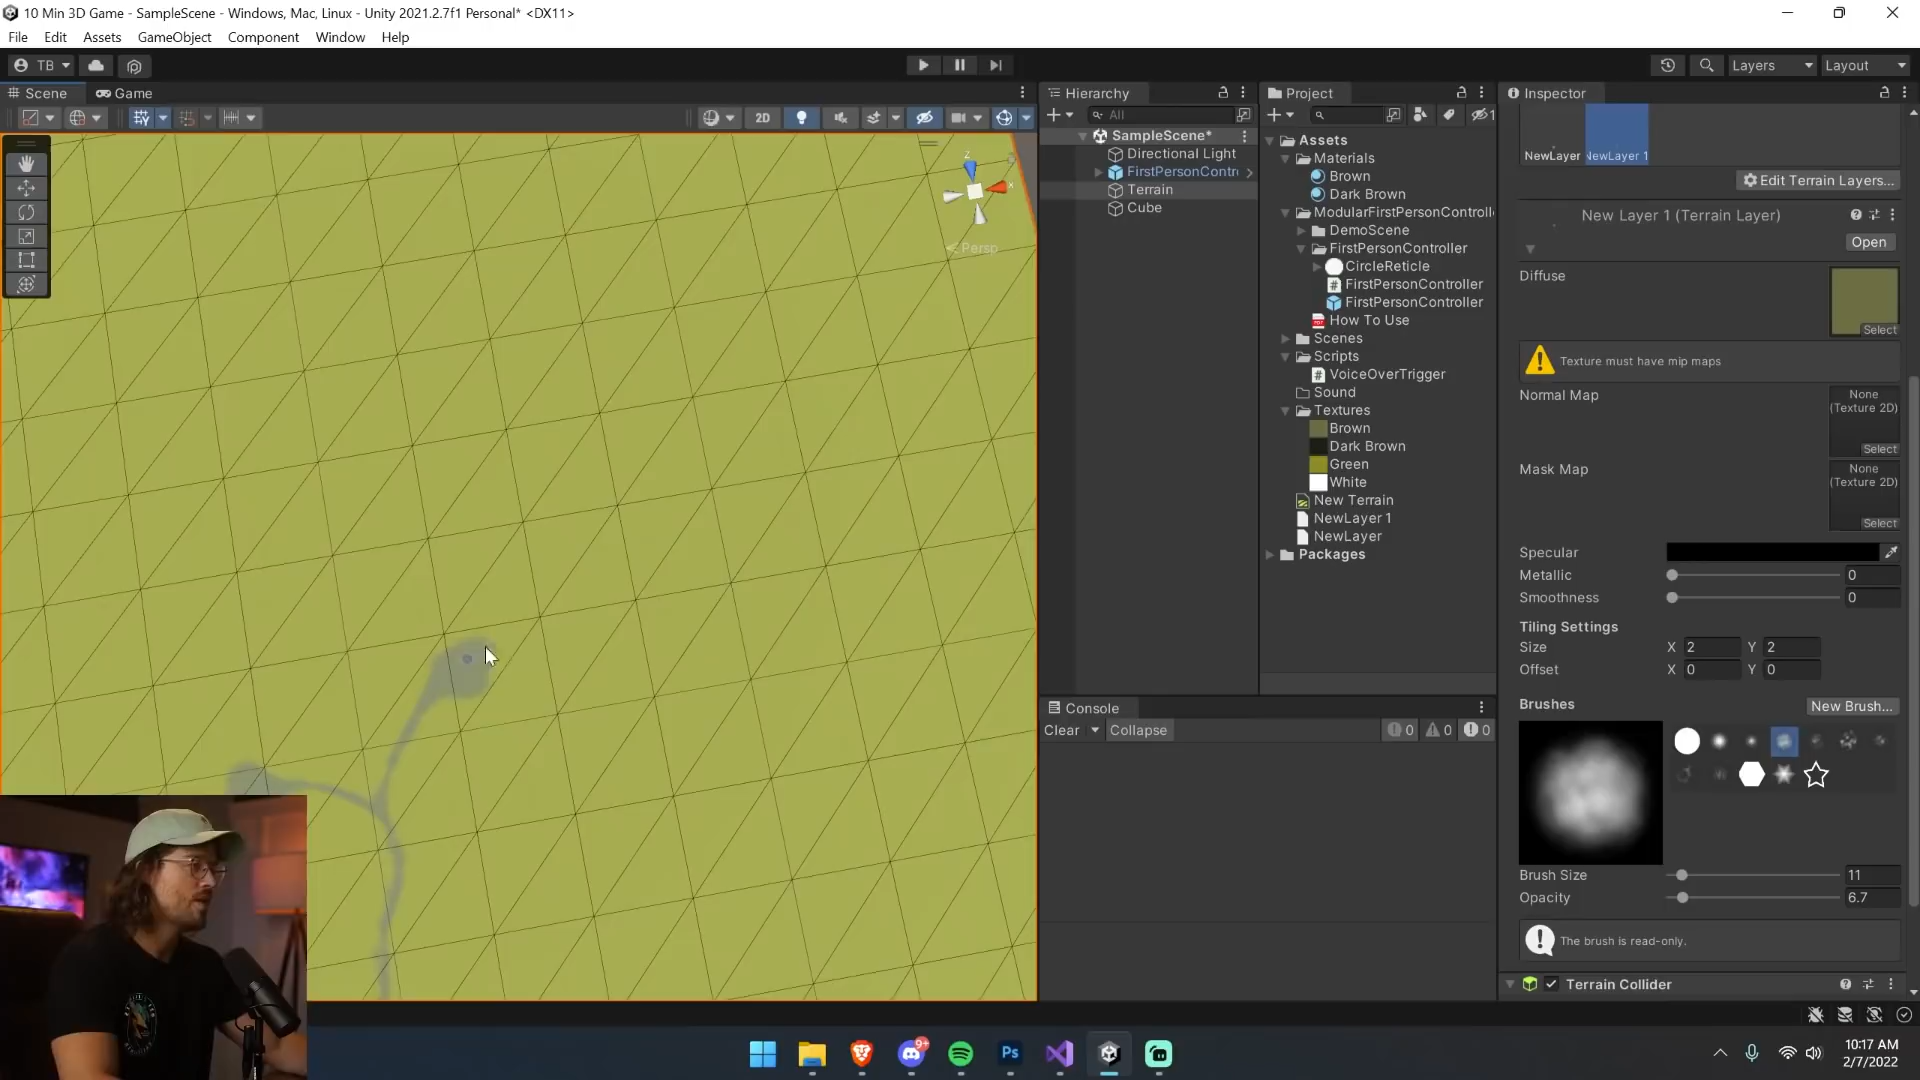 10 Min 3D Game - SampleScene - Windows, Mac, Linux - Unity 2021.2.7f1 Personal* <DX11>
File Edit Assets GameObject Component Window Help
TB Layers Layout
Scene Game
2D
z
x
Persp
Hierarchy
All
SampleScene*
Directional Light
FirstPersonContr
Terrain
Cube
Project
1
Assets
Materials
Brown
Dark Brown
ModularFirstPersonControll
DemoScene
FirstPersonController
CircleReticle
FirstPersonController
FirstPersonController
How To Use
Scenes
Scripts
VoiceOverTrigger
Sound
Textures
Brown
Dark Brown
Green
White
New Terrain
NewLayer 1
NewLayer
Packages
Console
Clear Collapse 0 0 0
Inspector
NewLayer NewLayer 1
Edit Terrain Layers...
New Layer 1 (Terrain Layer)
Open
Diffuse
Select
Texture must have mip maps
Normal Map
None
(Texture 2D)
Select
Mask Map
None
(Texture 2D)
Select
Specular
Metallic 0
Smoothness 0
Tiling Settings
Size X 2 Y 2
Offset X 0 Y 0
Brushes New Brush...
Brush Size 11
Opacity 6.7
The brush is read-only.
Terrain Collider
9+
Ps
10:17 AM
2/7/2022